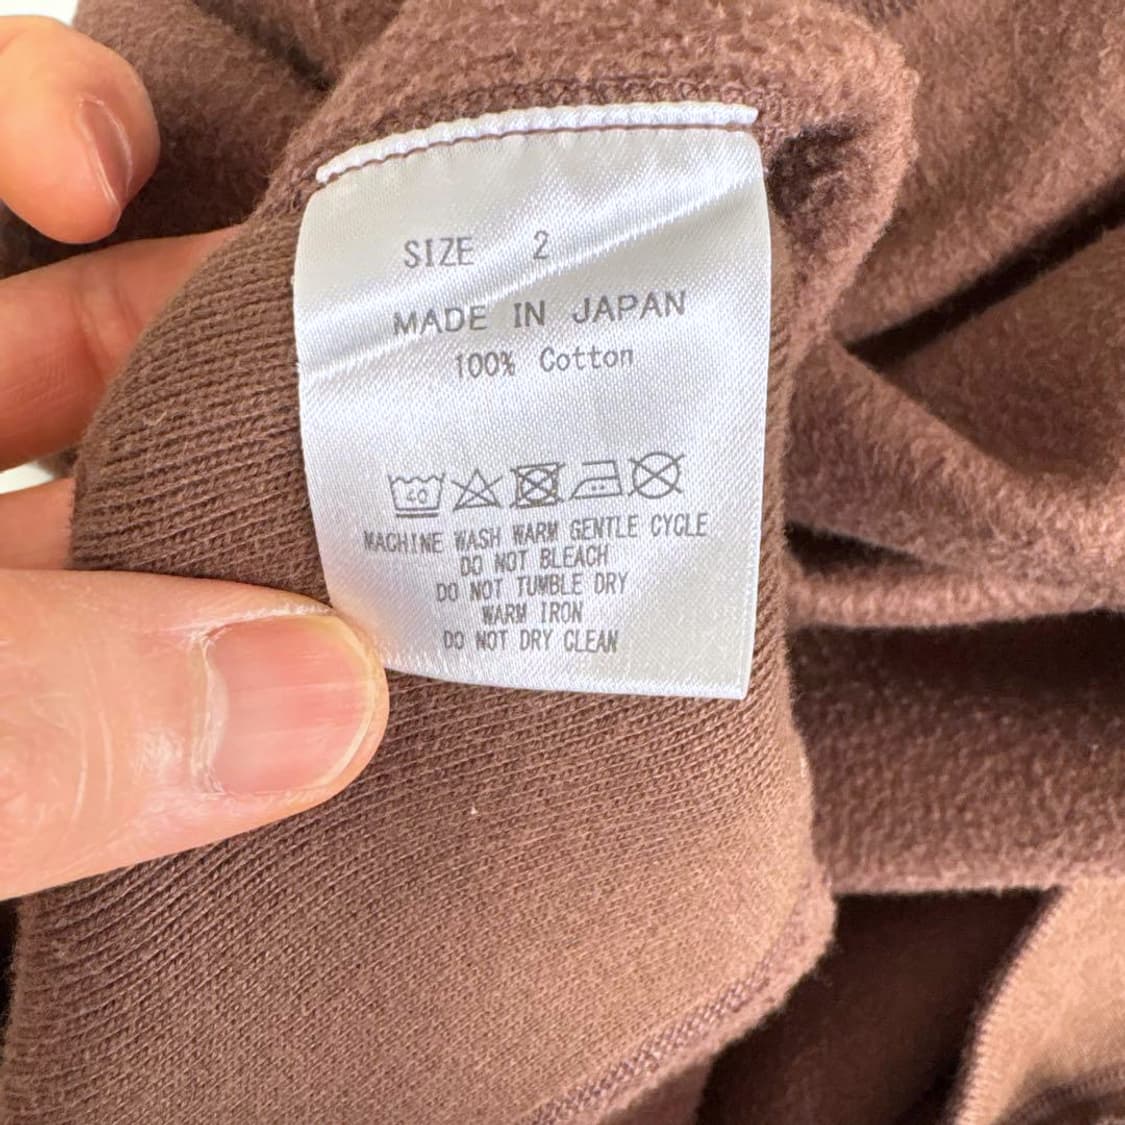 SIZE 2
MADE IN JAPAN
100% Cotton
40
MACHINE WASH WARM GENTLE CYCLE
DO NOT BLEACH
DO NOT TUMBLE DRY
WARM IRON
DO NOT DRY CLEAN